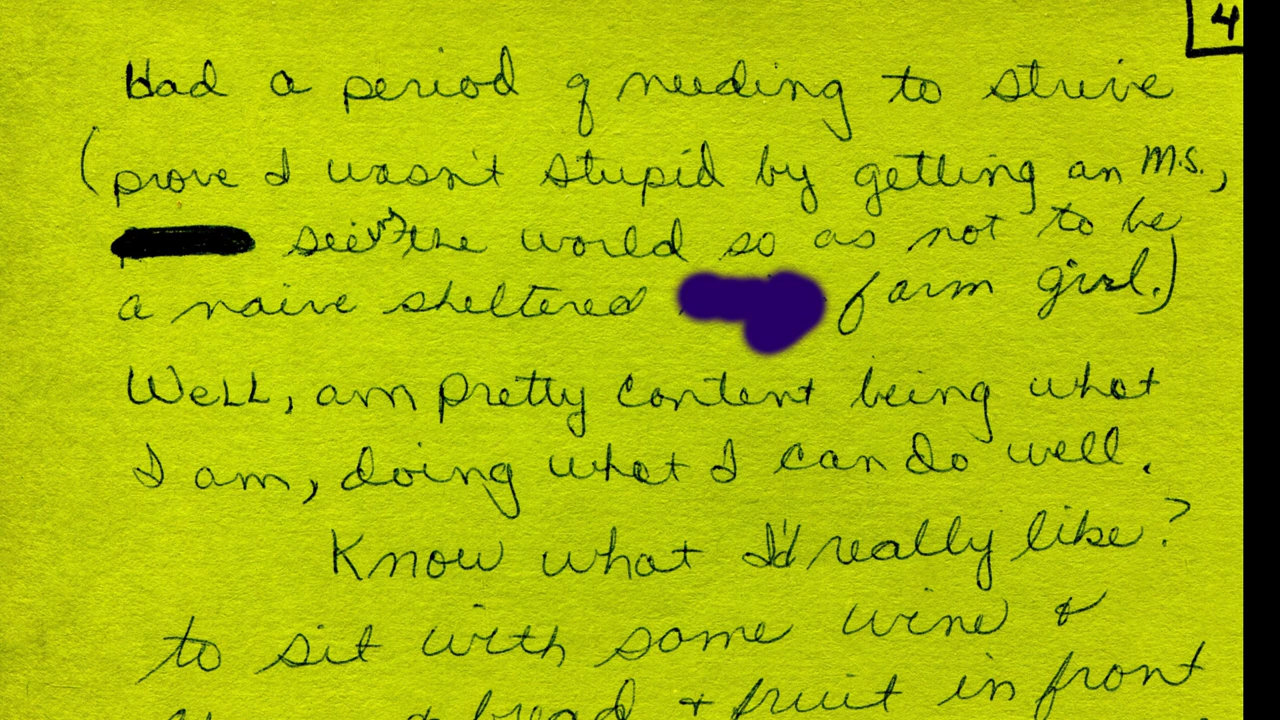 4
Had a period of needing to strive
(prove I wasn't stupid by getting an M.S.,
see the world so as not to be
a naive sheltered farm girl.)
Well, am pretty content being what
I am, doing what I can do well.
Know what I'd really like?
to sit with some wine &
& bread & fruit in front